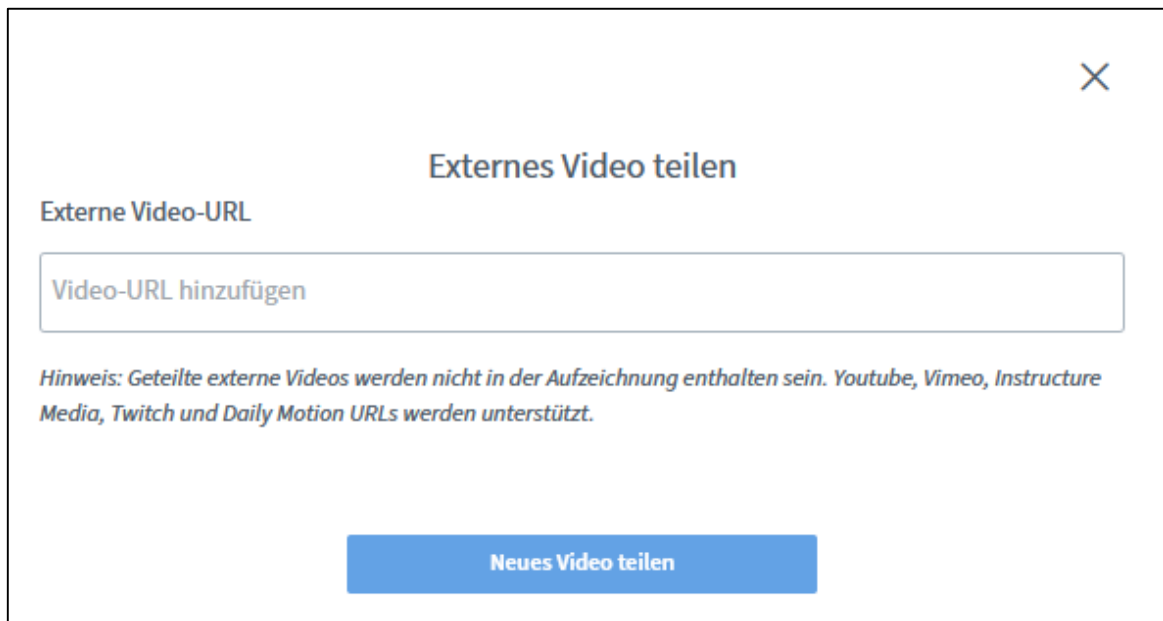 Externes Video teilen
Externe Video-URL
Video-URL hinzufügen
Hinweis: Geteilte externe Videos werden nicht in der Aufzeichnung enthalten sein. Youtube, Vimeo, Instructure
Media, Twitch und Daily Motion URLs werden unterstützt.
Neues Video teilen